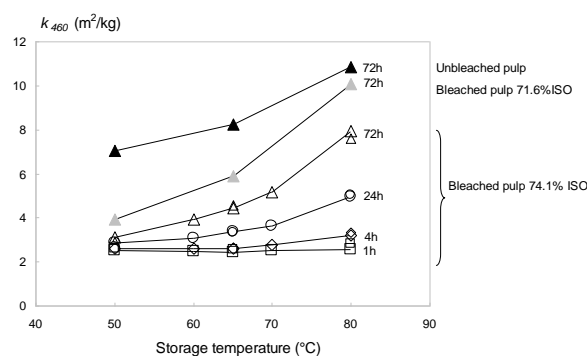 k 460 (m²/kg)
12
10
8
6
4
2
0
40 50 60 70 80 90
Storage temperature (°C)
72h
72h
72h
24h
4h
1h
Unbleached pulp
Bleached pulp 71.6%ISO
Bleached pulp 74.1% ISO